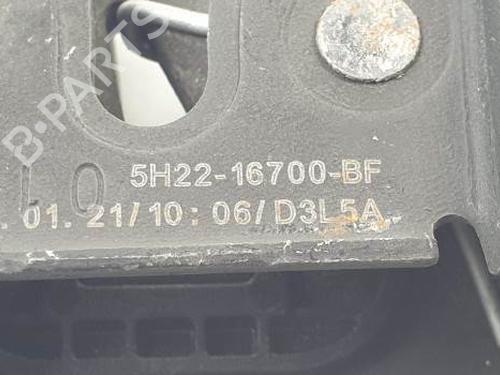 B-PARTS
5H22-16700-BF
. 01. 21/10: 06/D3L5A